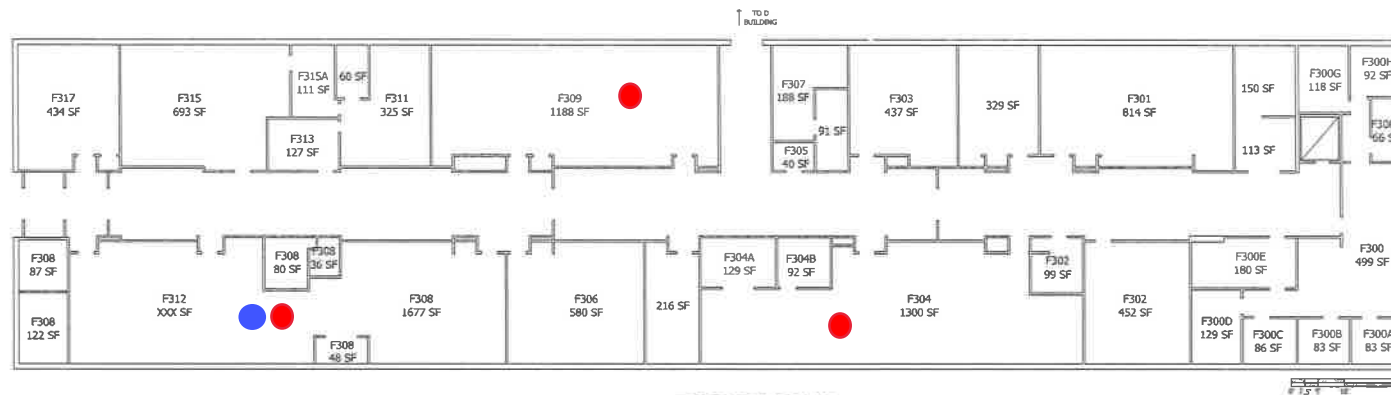 TO D
BUILDING
F317
434 SF
F315
693 SF
F315A
111 SF
60 SF
F313
127 SF
F311
325 SF
F309
1188 SF
F307
188 SF
91 SF
F305
40 SF
F303
437 SF
329 SF
F301
814 SF
150 SF
113 SF
F300G
118 SF
F300H
92 SF
66 S
F308
87 SF
F308
122 SF
F312
XXX SF
F308
80 SF
F308
36 SF
F308
1677 SF
F308
48 SF
F306
580 SF
216 SF
F304A
129 SF
F304B
92 SF
F304
1300 SF
F302
99 SF
F302
452 SF
F300E
180 SF
F300
499 SF
F300D
129 SF
F300C
86 SF
F300B
83 SF
F300A
83 SF